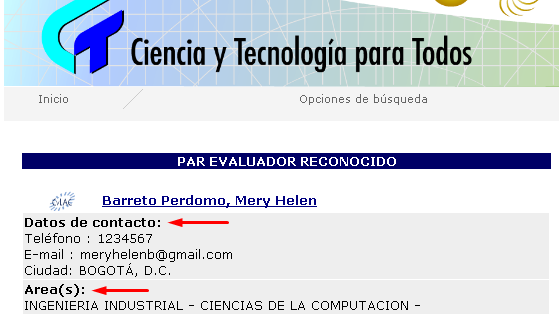 Ciencia y Tecnología para Todos
Inicio
Opciones de búsqueda
PAR EVALUADOR RECONOCIDO
Barreto Perdomo, Mery Helen
Datos de contacto:
Teléfono : 1234567
E-mail : meryhelenb@gmail.com
Ciudad: BOGOTÁ, D.C.
Area(s):
INGENIERIA INDUSTRIAL - CIENCIAS DE LA COMPUTACION -